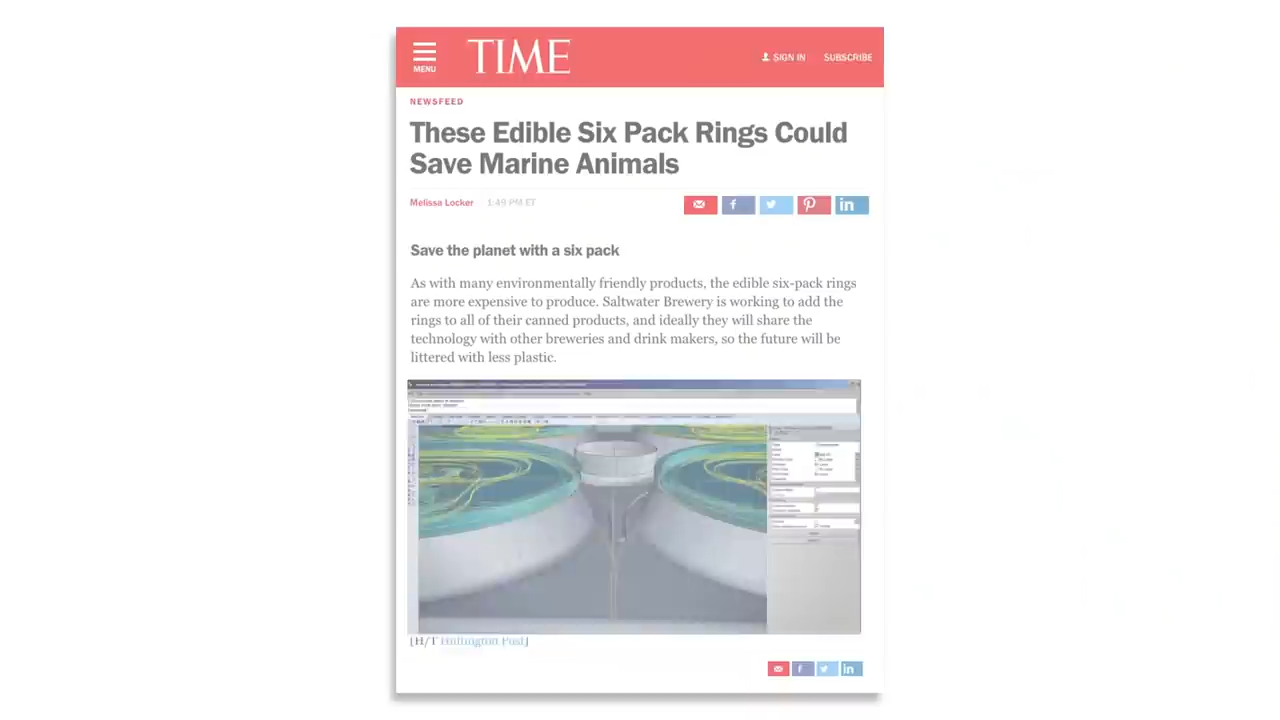 MENU
TIME
SIGN IN
SUBSCRIBE
NEWSFEED
These Edible Six Pack Rings Could
Save Marine Animals
Melissa Locker 1:49 PM ET
Save the planet with a six pack
As with many environmentally friendly products, the edible six-pack rings
are more expensive to produce. Saltwater Brewery is working to add the
rings to all of their canned products, and ideally they will share the
technology with other breweries and drink makers, so the future will be
littered with less plastic.
[H/T Huffington Post]